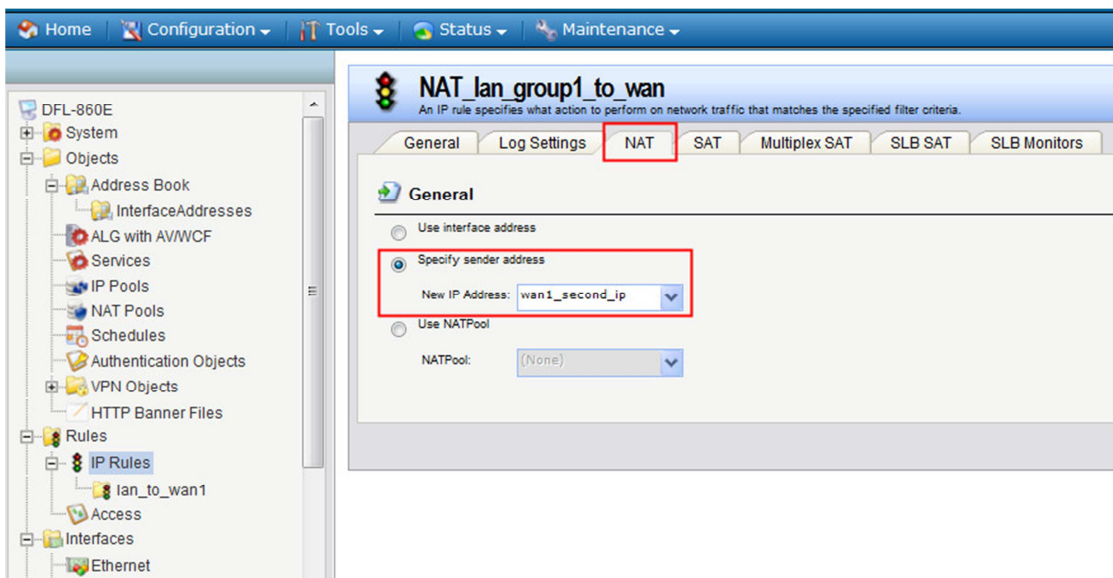 Home Configuration Tools Status Maintenance
DFL-860E
System
Objects
Address Book
InterfaceAddresses
ALG with AV/WCF
Services
IP Pools
NAT Pools
Schedules
Authentication Objects
VPN Objects
HTTP Banner Files
Rules
IP Rules
lan_to_wan1
Access
Interfaces
Ethernet
NAT_lan_group1_to_wan
An IP rule specifies what action to perform on network traffic that matches the specified filter criteria.
General Log Settings NAT SAT Multiplex SAT SLB SAT SLB Monitors
General
Use interface address
Specify sender address
New IP Address: wan1_second_ip
Use NATPool
NATPool: (None)